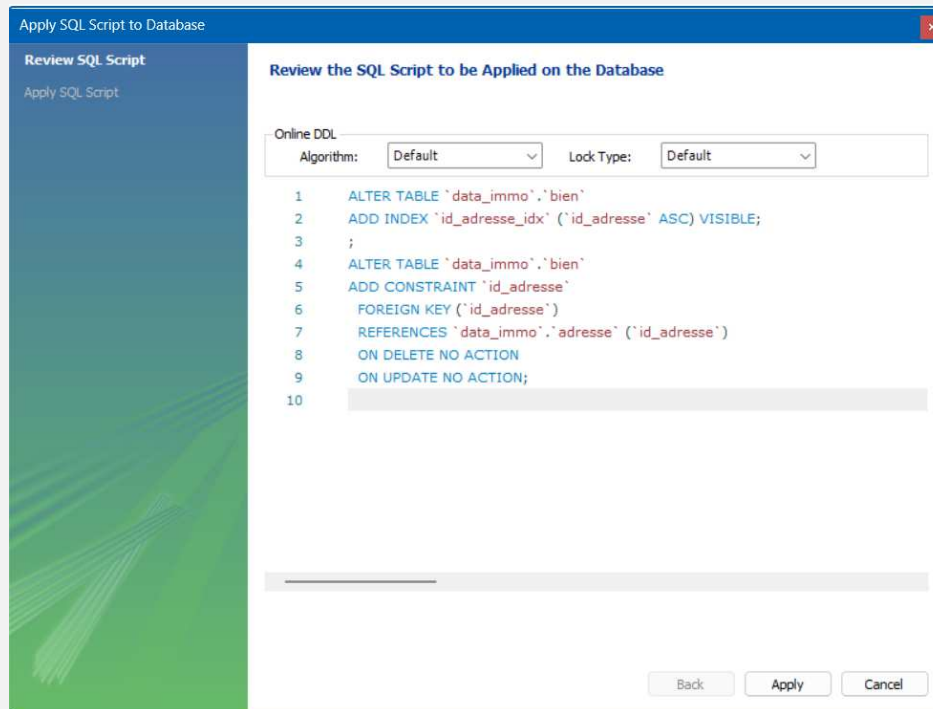 Apply SQL Script to Database
Review SQL Script
Apply SQL Script
Review the SQL Script to be Applied on the Database
Online DDL
Algorithm: Default Lock Type: Default
1 ALTER TABLE `data_immo`.`bien`
2 ADD INDEX `id_adresse_idx` (`id_adresse` ASC) VISIBLE;
3 ;
4 ALTER TABLE `data_immo`.`bien`
5 ADD CONSTRAINT `id_adresse`
6 FOREIGN KEY (`id_adresse`)
7 REFERENCES `data_immo`.`adresse` (`id_adresse`)
8 ON DELETE NO ACTION
9 ON UPDATE NO ACTION;
10
Back Apply Cancel